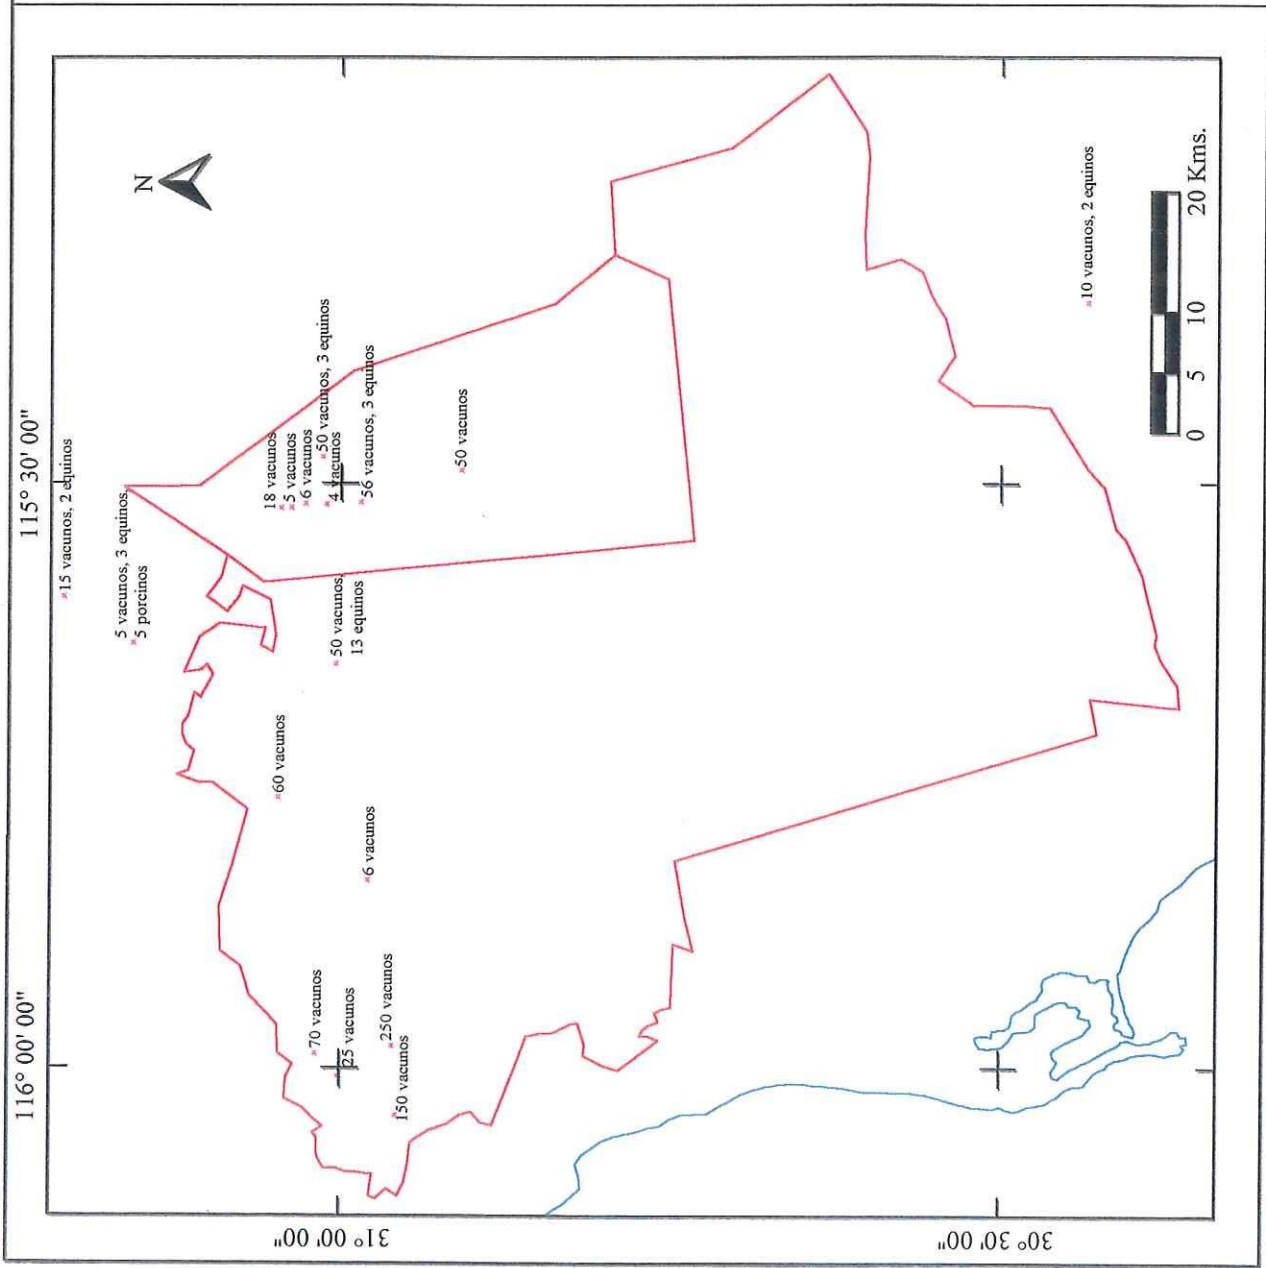 116° 00' 00"
115° 30' 00"
31° 00' 00"
30° 30' 00"
N
15 vacunos, 2 equinos
5 vacunos, 3 equinos,
5 porcinos
18 vacunos
5 vacunos
6 vacunos
50 vacunos, 3 equinos
4 vacunos
56 vacunos, 3 equinos
50 vacunos
50 vacunos,
13 equinos
60 vacunos
6 vacunos
70 vacunos
25 vacunos
250 vacunos
150 vacunos
10 vacunos, 2 equinos
0 5 10 20 Kms.